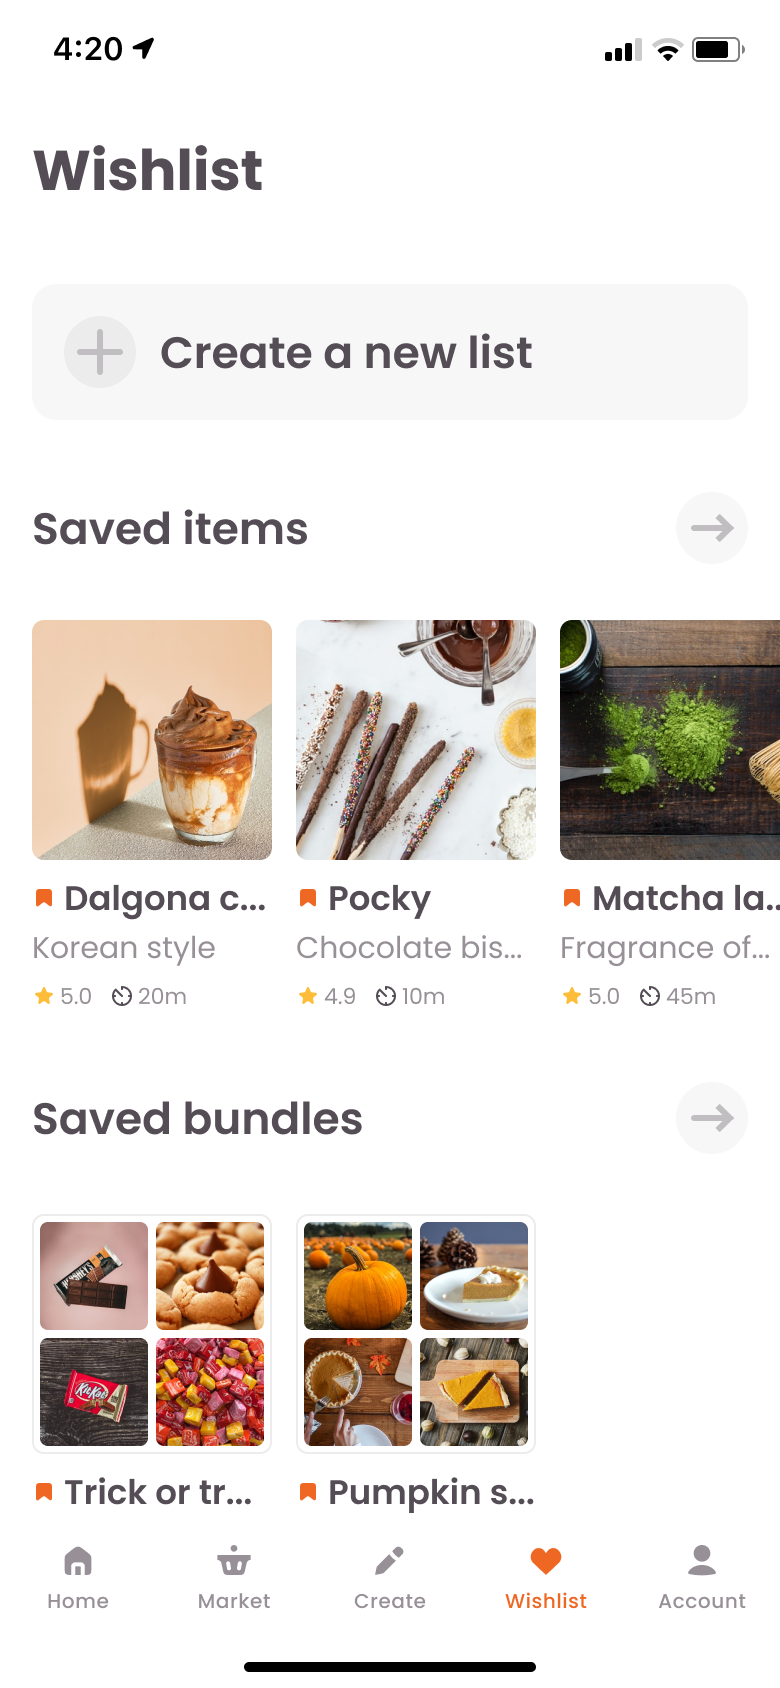 4:20
Wishlist
Create a new list
Saved items
Dalgona c...
Pocky
Matcha la...
Korean style
Chocolate bis...
Fragrance of...
5.0 20m
4.9 10m
5.0 45m
Saved bundles
HERSHEY'S
KitKat
Trick or tr...
Pumpkin s...
Home
Market
Create
Wishlist
Account